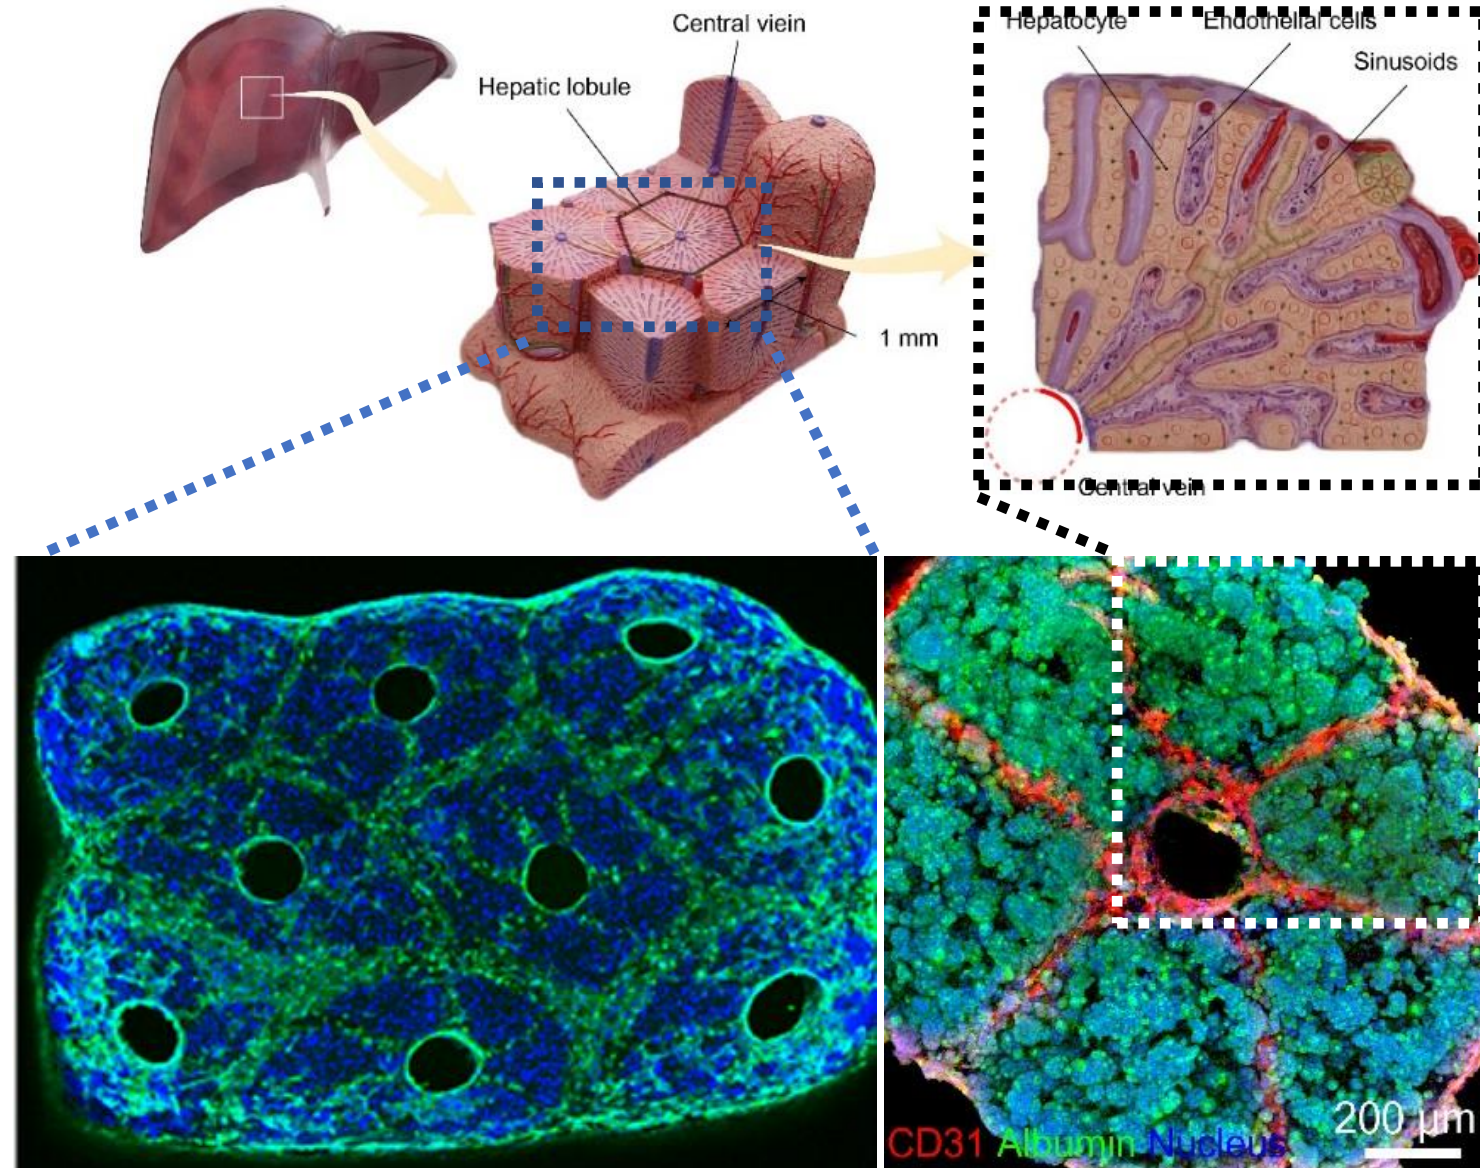 Central viein
Hepatic lobule
1 mm
Hepatocyte
Endothelial cells
Sinusoids
Central vein
200 μm
CD31 Albumin Nucleus